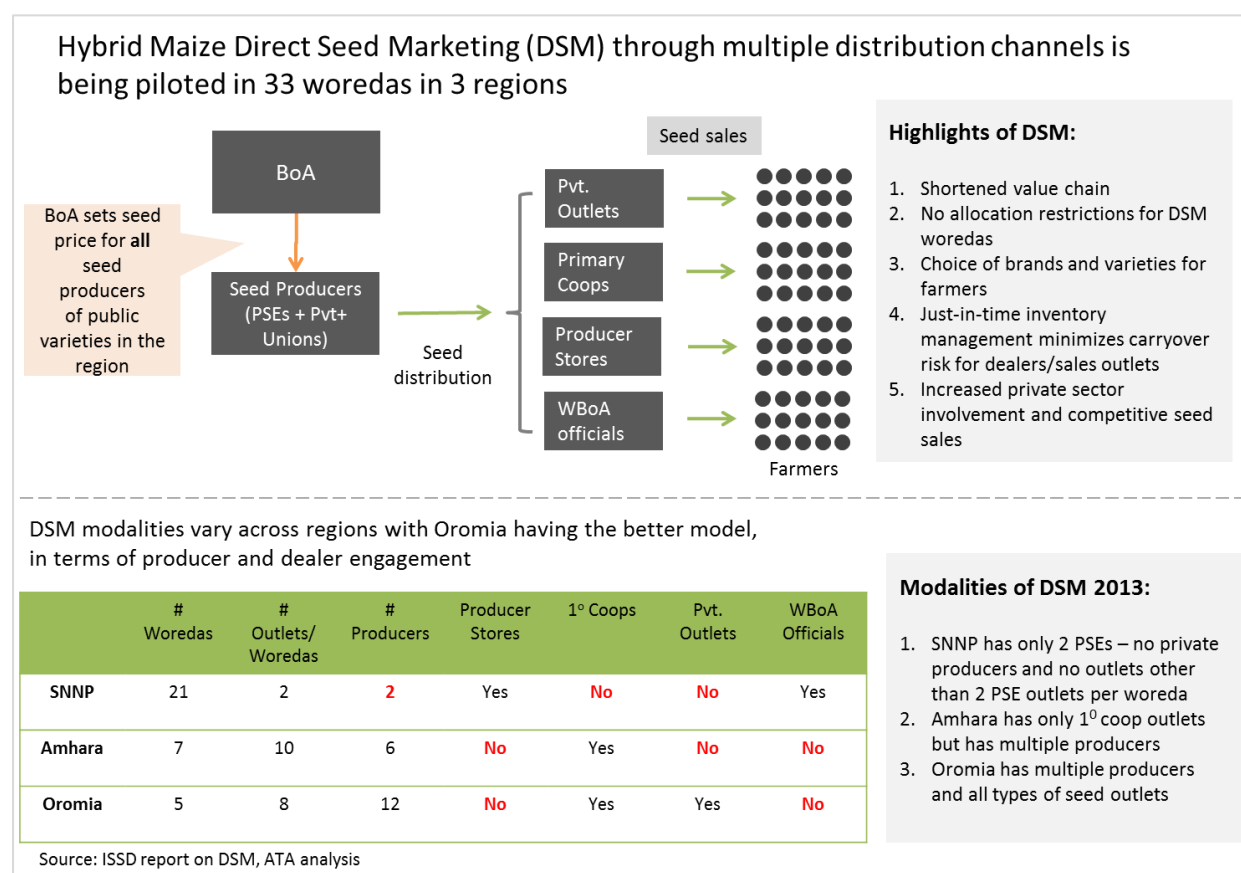 Hybrid Maize Direct Seed Marketing (DSM) through multiple distribution channels is
being piloted in 33 woredas in 3 regions
BoA
BoA sets seed
price for all
seed
producers
of public
varieties in the
region
Seed Producers
(PSEs + Pvt+
Unions)
Seed
distribution
Seed sales
Pvt.
Outlets
Primary
Coops
Producer
Stores
WBoA
officials
Farmers
Highlights of DSM:
1. Shortened value chain
2. No allocation restrictions for DSM
woredas
3. Choice of brands and varieties for
farmers
4. Just-in-time inventory
management minimizes carryover
risk for dealers/sales outlets
5. Increased private sector
involvement and competitive seed
sales
DSM modalities vary across regions with Oromia having the better model,
in terms of producer and dealer engagement
# Woredas # Outlets/ Woredas # Producers Producer Stores 1º Coops Pvt. Outlets WBoA Officials
SNNP 21 2 2 Yes No No Yes
Amhara 7 10 6 No Yes No No
Oromia 5 8 12 No Yes Yes No
Modalities of DSM 2013:
1. SNNP has only 2 PSEs – no private
producers and no outlets other
than 2 PSE outlets per woreda
2. Amhara has only 1⁰ coop outlets
but has multiple producers
3. Oromia has multiple producers
and all types of seed outlets
Source: ISSD report on DSM, ATA analysis